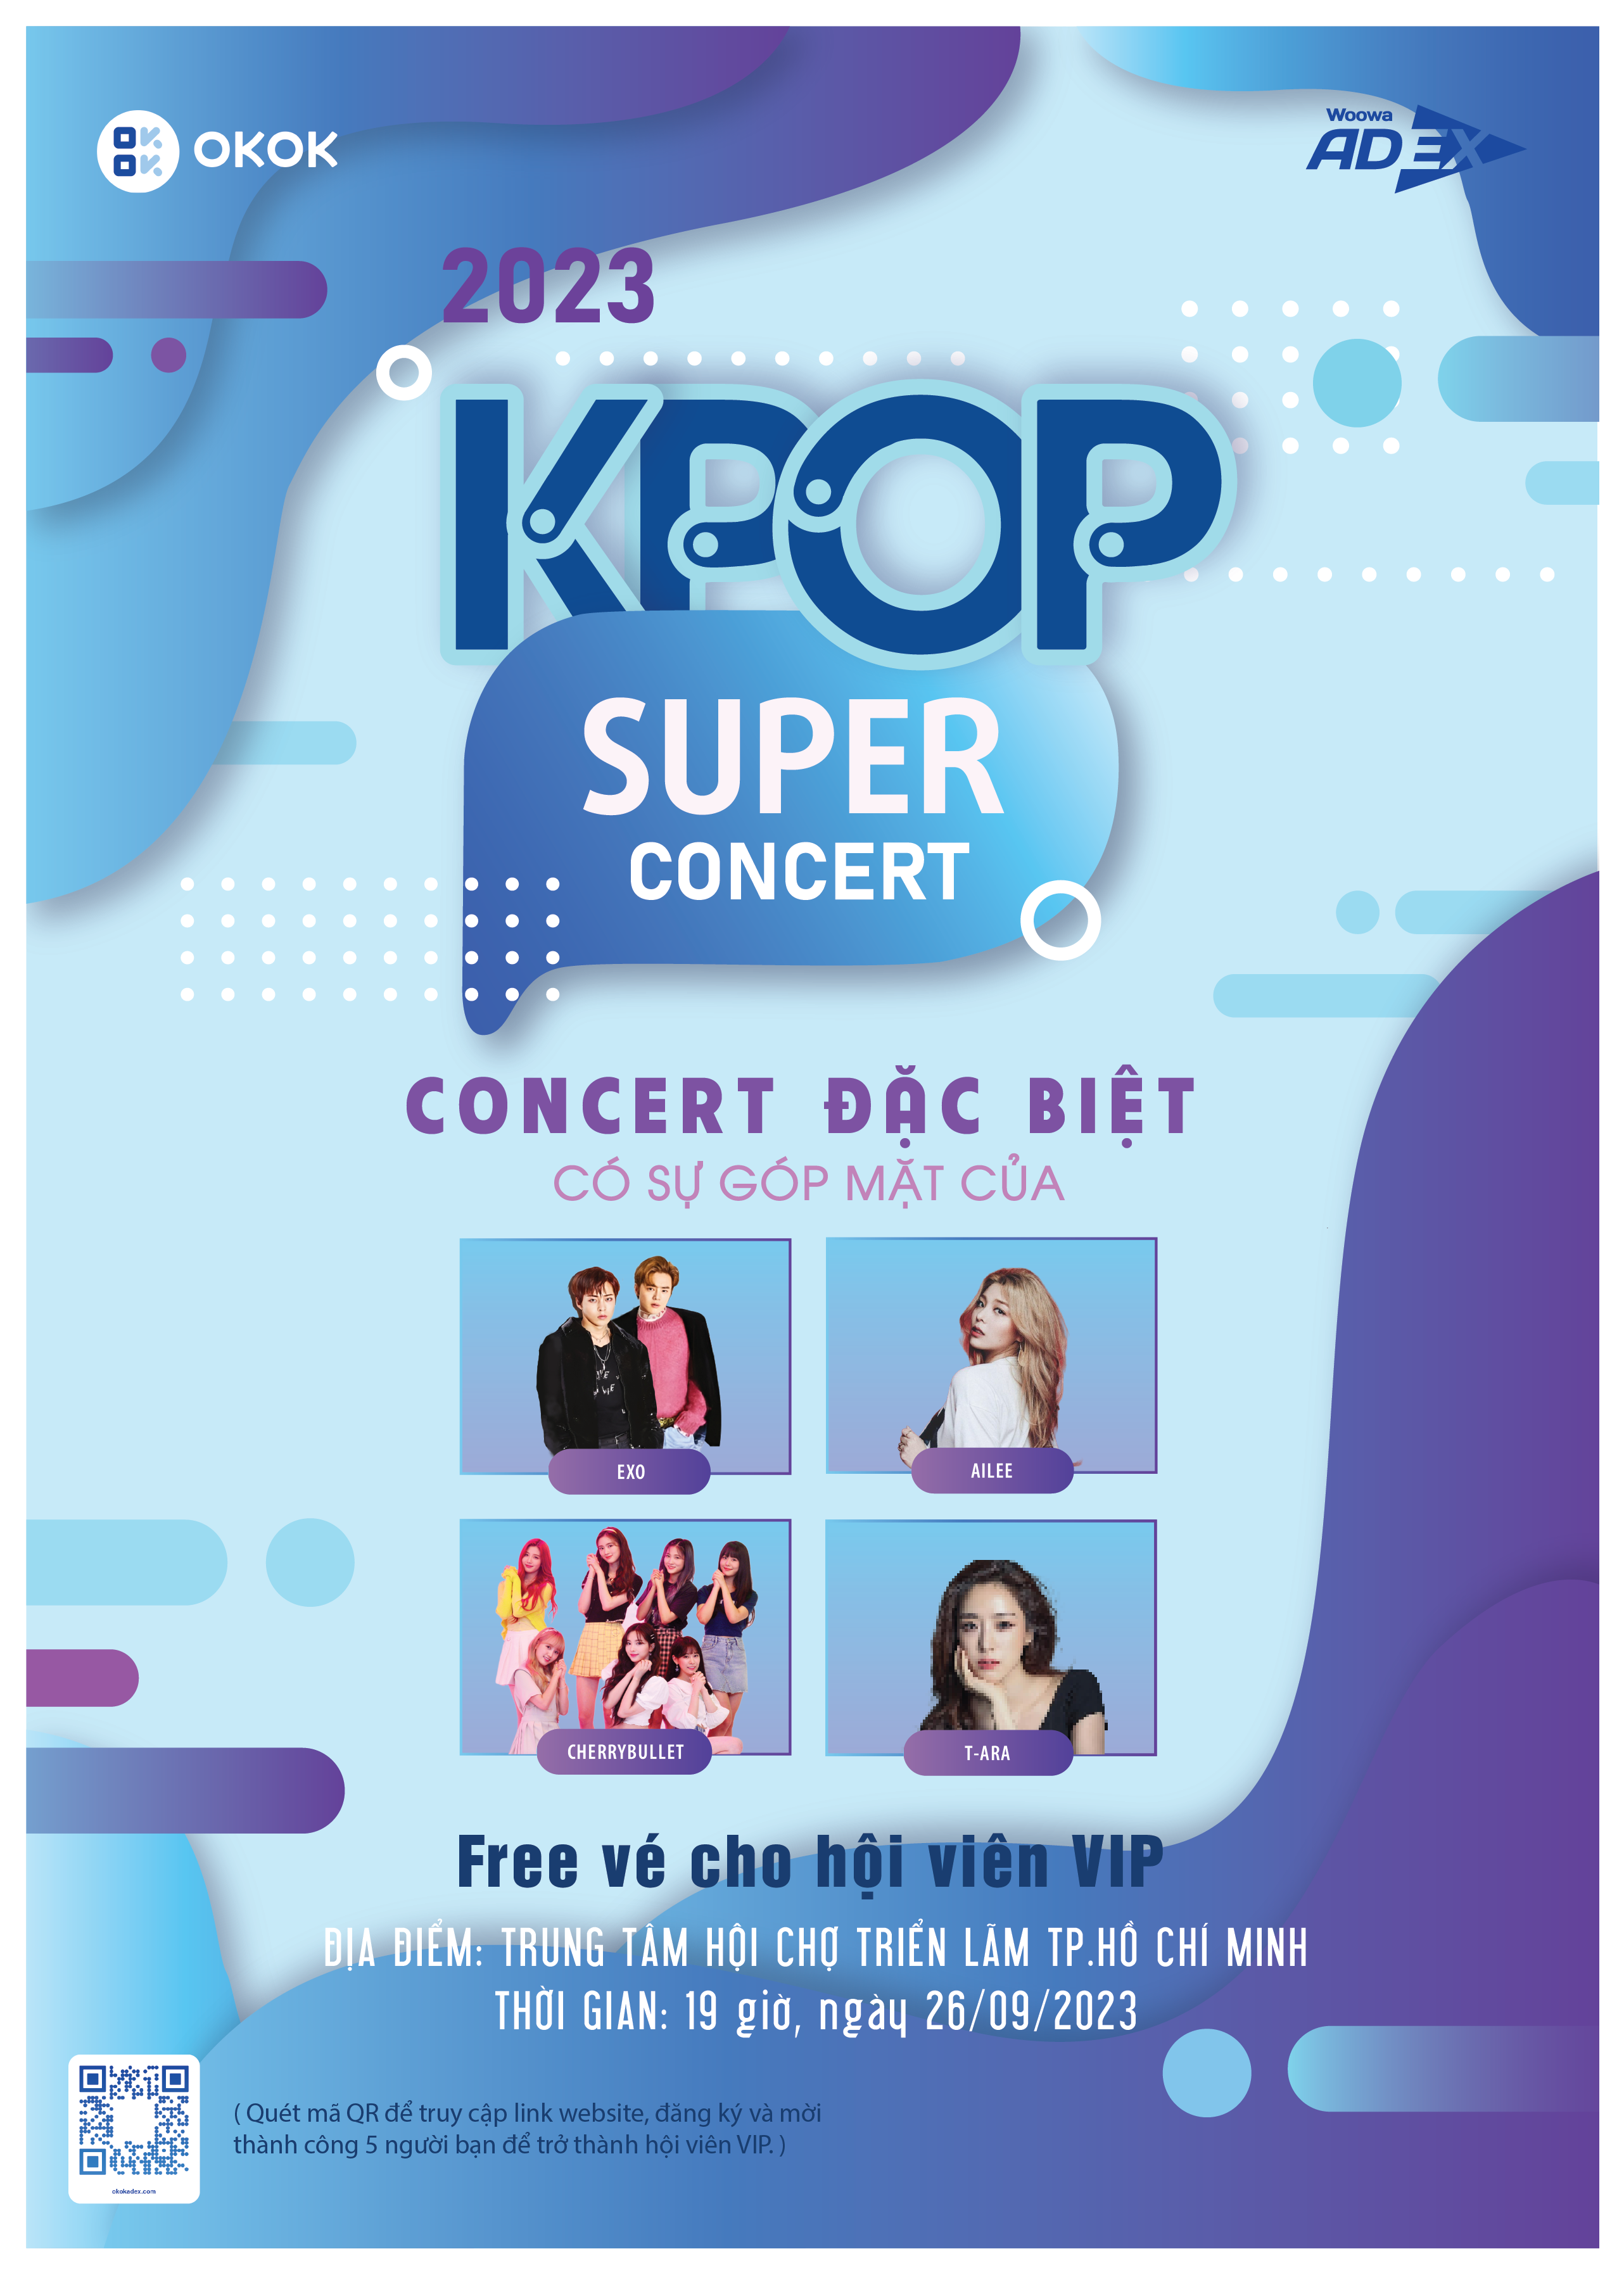 OKOK
Woowa
ADEX
2023
KPOP
SUPER
CONCERT
CONCERT ĐẶC BIỆT
CÓ SỰ GÓP MẶT CỦA
EXO
AILEE
CHERRYBULLET
T-ARA
Free vé cho hội viên VIP
ĐỊA ĐIỂM: TRUNG TÂM HỘI CHỢ TRIỂN LÃM TP.HỒ CHÍ MINH
THỜI GIAN: 19 giờ, ngày 26/09/2023
( Quét mã QR để truy cập link website, đăng ký và mời
thành công 5 người bạn để trở thành hội viên VIP. )
okokadex.com